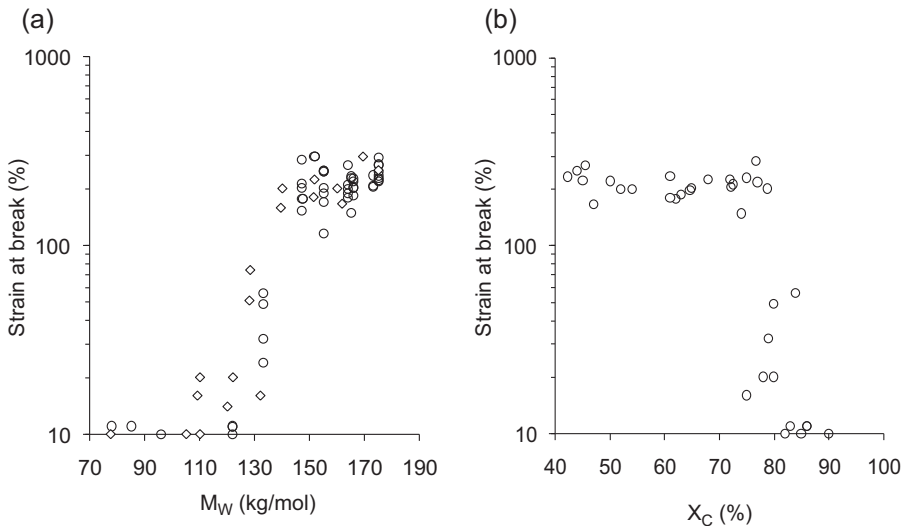 (a)
1000
100
10
Strain at break (%)
70 90 110 130 150 170 190
M_W (kg/mol)
(b)
1000
100
10
Strain at break (%)
40 50 60 70 80 90 100
X_C (%)